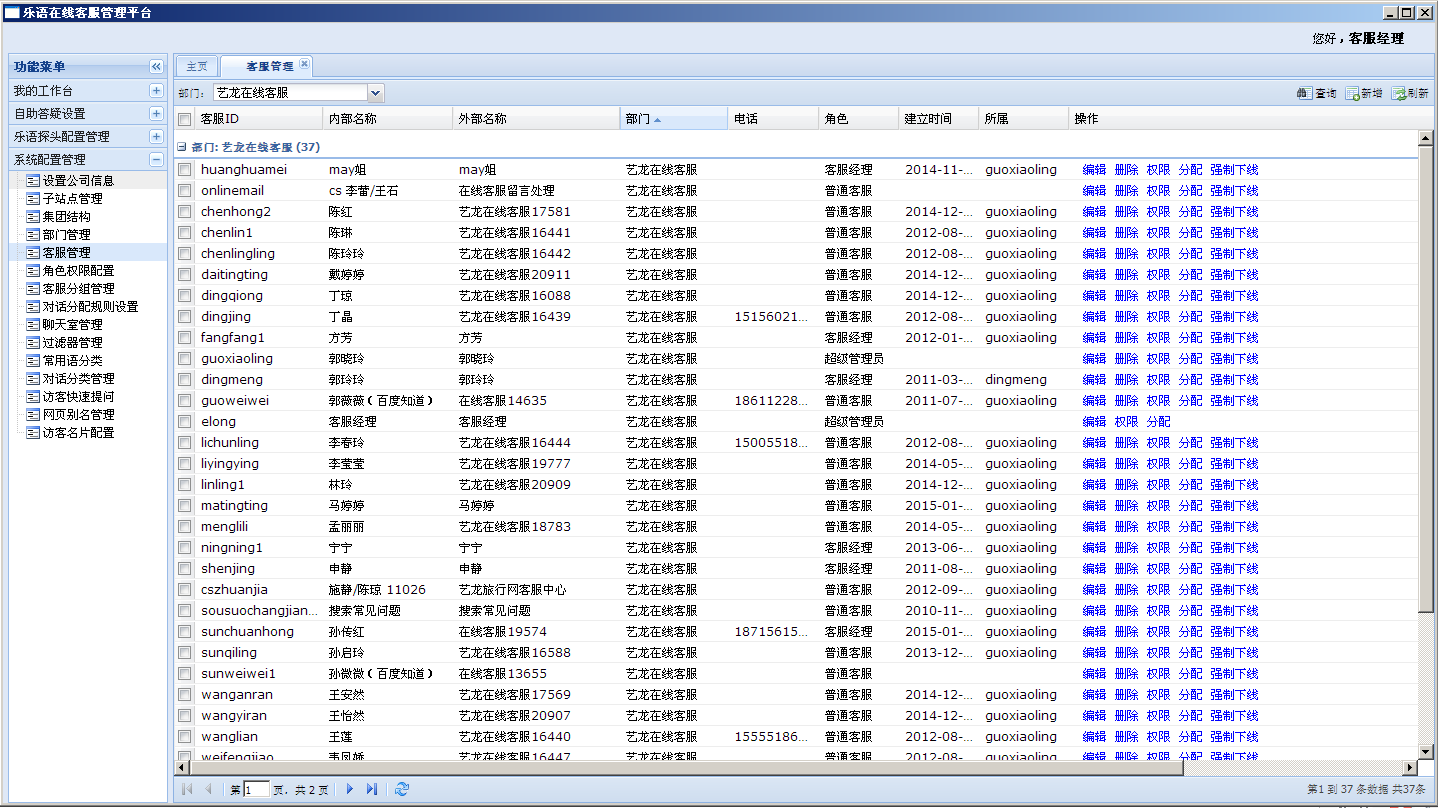 乐语在线客服管理平台
您好，客服经理
功能菜单
我的工作台
自助答疑设置
乐语探头配置管理
系统配置管理
设置公司信息
子站点管理
集团结构
部门管理
客服管理
角色权限配置
客服分组管理
对话分配规则设置
聊天室管理
过滤器管理
常用语分类
对话分类管理
访客快速提问
网页别名管理
访客名片配置
主页 客服管理
部门: 艺龙在线客服 查询 新增 刷新
客服ID 内部名称 外部名称 部门 电话 角色 建立时间 所属 操作
部门: 艺龙在线客服 (37)
huanghuamei may姐 may姐 艺龙在线客服 客服经理 2014-11-... guoxiaoling 编辑 删除 权限 分配 强制下线
onlinemail cs 李蕾/王石 在线客服留言处理 艺龙在线客服 普通客服 编辑 删除 权限 分配 强制下线
chenhong2 陈红 艺龙在线客服17581 艺龙在线客服 普通客服 2014-12-... guoxiaoling 编辑 删除 权限 分配 强制下线
chenlin1 陈琳 艺龙在线客服16441 艺龙在线客服 普通客服 2012-08-... guoxiaoling 编辑 删除 权限 分配 强制下线
chenlingling 陈玲玲 艺龙在线客服16442 艺龙在线客服 普通客服 2012-08-... guoxiaoling 编辑 删除 权限 分配 强制下线
daitingting 戴婷婷 艺龙在线客服20911 艺龙在线客服 普通客服 2014-12-... guoxiaoling 编辑 删除 权限 分配 强制下线
dingqiong 丁琼 艺龙在线客服16088 艺龙在线客服 普通客服 2014-12-... guoxiaoling 编辑 删除 权限 分配 强制下线
dingjing 丁晶 艺龙在线客服16439 艺龙在线客服 15156021... 普通客服 2012-08-... guoxiaoling 编辑 删除 权限 分配 强制下线
fangfang1 方芳 方芳 艺龙在线客服 客服经理 2012-01-... guoxiaoling 编辑 删除 权限 分配 强制下线
guoxiaoling 郭晓玲 郭晓玲 艺龙在线客服 超级管理员 编辑 删除 权限 分配 强制下线
dingmeng 郭玲玲 郭玲玲 艺龙在线客服 客服经理 2011-03-... dingmeng 编辑 删除 权限 分配 强制下线
guoweiwei 郭薇薇（百度知道） 在线客服14635 艺龙在线客服 18611228... 普通客服 2011-07-... guoxiaoling 编辑 删除 权限 分配 强制下线
elong 客服经理 客服经理 艺龙在线客服 超级管理员 编辑 权限 分配
lichunling 李春玲 艺龙在线客服16444 艺龙在线客服 15005518... 普通客服 2012-08-... guoxiaoling 编辑 删除 权限 分配 强制下线
liyingying 李莹莹 艺龙在线客服19777 艺龙在线客服 普通客服 2014-05-... guoxiaoling 编辑 删除 权限 分配 强制下线
linling1 林玲 艺龙在线客服20909 艺龙在线客服 普通客服 2014-12-... guoxiaoling 编辑 删除 权限 分配 强制下线
matingting 马婷婷 马婷婷 艺龙在线客服 普通客服 2015-01-... guoxiaoling 编辑 删除 权限 分配 强制下线
menglili 孟丽丽 艺龙在线客服18783 艺龙在线客服 普通客服 2014-05-... guoxiaoling 编辑 删除 权限 分配 强制下线
ningning1 宁宁 宁宁 艺龙在线客服 客服经理 2013-06-... guoxiaoling 编辑 删除 权限 分配 强制下线
shenjing 申静 申静 艺龙在线客服 客服经理 2011-08-... guoxiaoling 编辑 删除 权限 分配 强制下线
cszhuanjia 施静/陈琼 11026 艺龙旅行网客服中心 艺龙在线客服 普通客服 2012-09-... guoxiaoling 编辑 删除 权限 分配 强制下线
sousuochangjian... 搜索常见问题 搜索常见问题 艺龙在线客服 普通客服 2010-11-... guoxiaoling 编辑 删除 权限 分配 强制下线
sunchuanhong 孙传红 在线客服19574 艺龙在线客服 18715615... 客服经理 2015-01-... guoxiaoling 编辑 删除 权限 分配 强制下线
sunqiling 孙启玲 艺龙在线客服16588 艺龙在线客服 普通客服 2013-12-... guoxiaoling 编辑 删除 权限 分配 强制下线
sunweiwei1 孙微微（百度知道） 在线客服13655 艺龙在线客服 普通客服 编辑 删除 权限 分配 强制下线
wanganran 王安然 艺龙在线客服17569 艺龙在线客服 普通客服 2014-12-... guoxiaoling 编辑 删除 权限 分配 强制下线
wangyiran 王怡然 艺龙在线客服20907 艺龙在线客服 普通客服 2014-12-... guoxiaoling 编辑 删除 权限 分配 强制下线
wanglian 王莲 艺龙在线客服16440 艺龙在线客服 15555186... 普通客服 2012-08-... guoxiaoling 编辑 删除 权限 分配 强制下线
weifengjiao 韦凤娇 艺龙在线客服16447 艺龙在线客服 普通客服 2012-08-... guoxiaoling 编辑 删除 权限 分配 强制下线
第 1 页, 共 2 页 第1 到 37 条数据 共37条